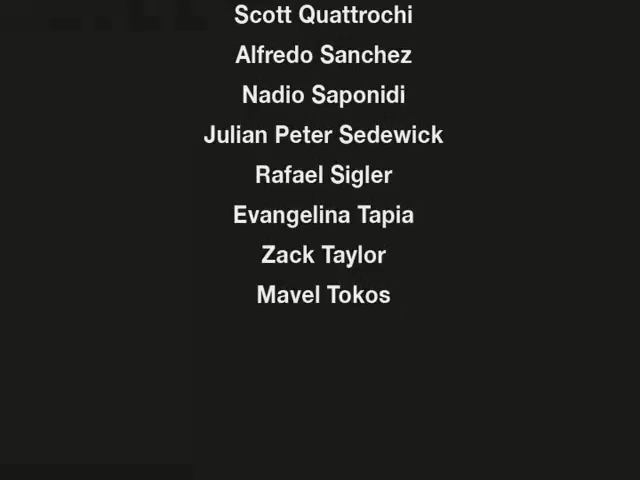 Scott Quattrochi
Alfredo Sanchez
Nadio Saponidi
Julian Peter Sedewick
Rafael Sigler
Evangelina Tapia
Zack Taylor
Mavel Tokos